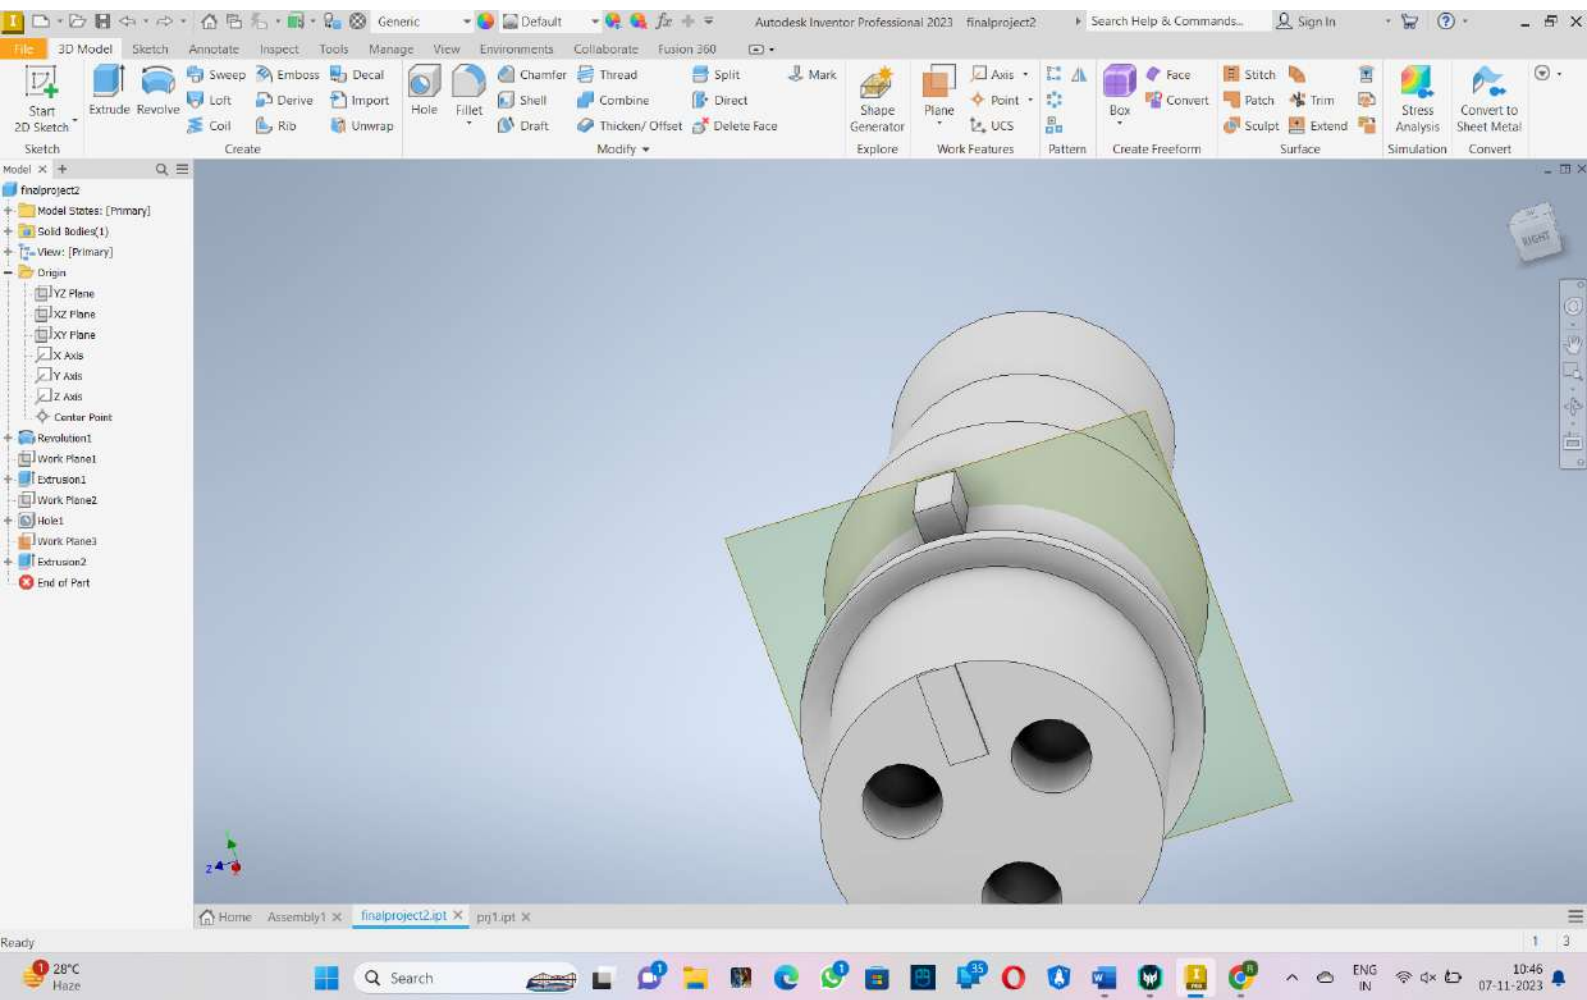 Generic Default fx Autodesk Inventor Professional 2023 finalproject2 Search Help & Commands... Sign In
File 3D Model Sketch Annotate Inspect Tools Manage View Environments Collaborate Fusion 360
Sweep Emboss Decal Chamfer Thread Split Mark Axis Face Stitch
Start 2D Sketch Extrude Revolve Loft Derive Import Hole Fillet Shell Combine Direct Shape Generator Plane Point Box Convert Patch Trim Stress Analysis Convert to Sheet Metal
Coil Rib Unwrap Draft Thicken/ Offset Delete Face UCS Sculpt Extend
Sketch Create Modify Explore Work Features Pattern Create Freeform Surface Simulation Convert
Model × +
finalproject2
Model States: [Primary]
Solid Bodies(1)
View: [Primary]
Origin
YZ Plane
XZ Plane
XY Plane
X Axis
Y Axis
Z Axis
Center Point
Revolution1
Work Plane1
Extrusion1
Work Plane2
Hole1
Work Plane3
Extrusion2
End of Part
RIGHT
Z
Home Assembly1 × finalproject2.ipt × prj1.ipt ×
Ready 1 3
1 28°C Search 1 1 35 ENG 10:46
Haze IN 07-11-2023